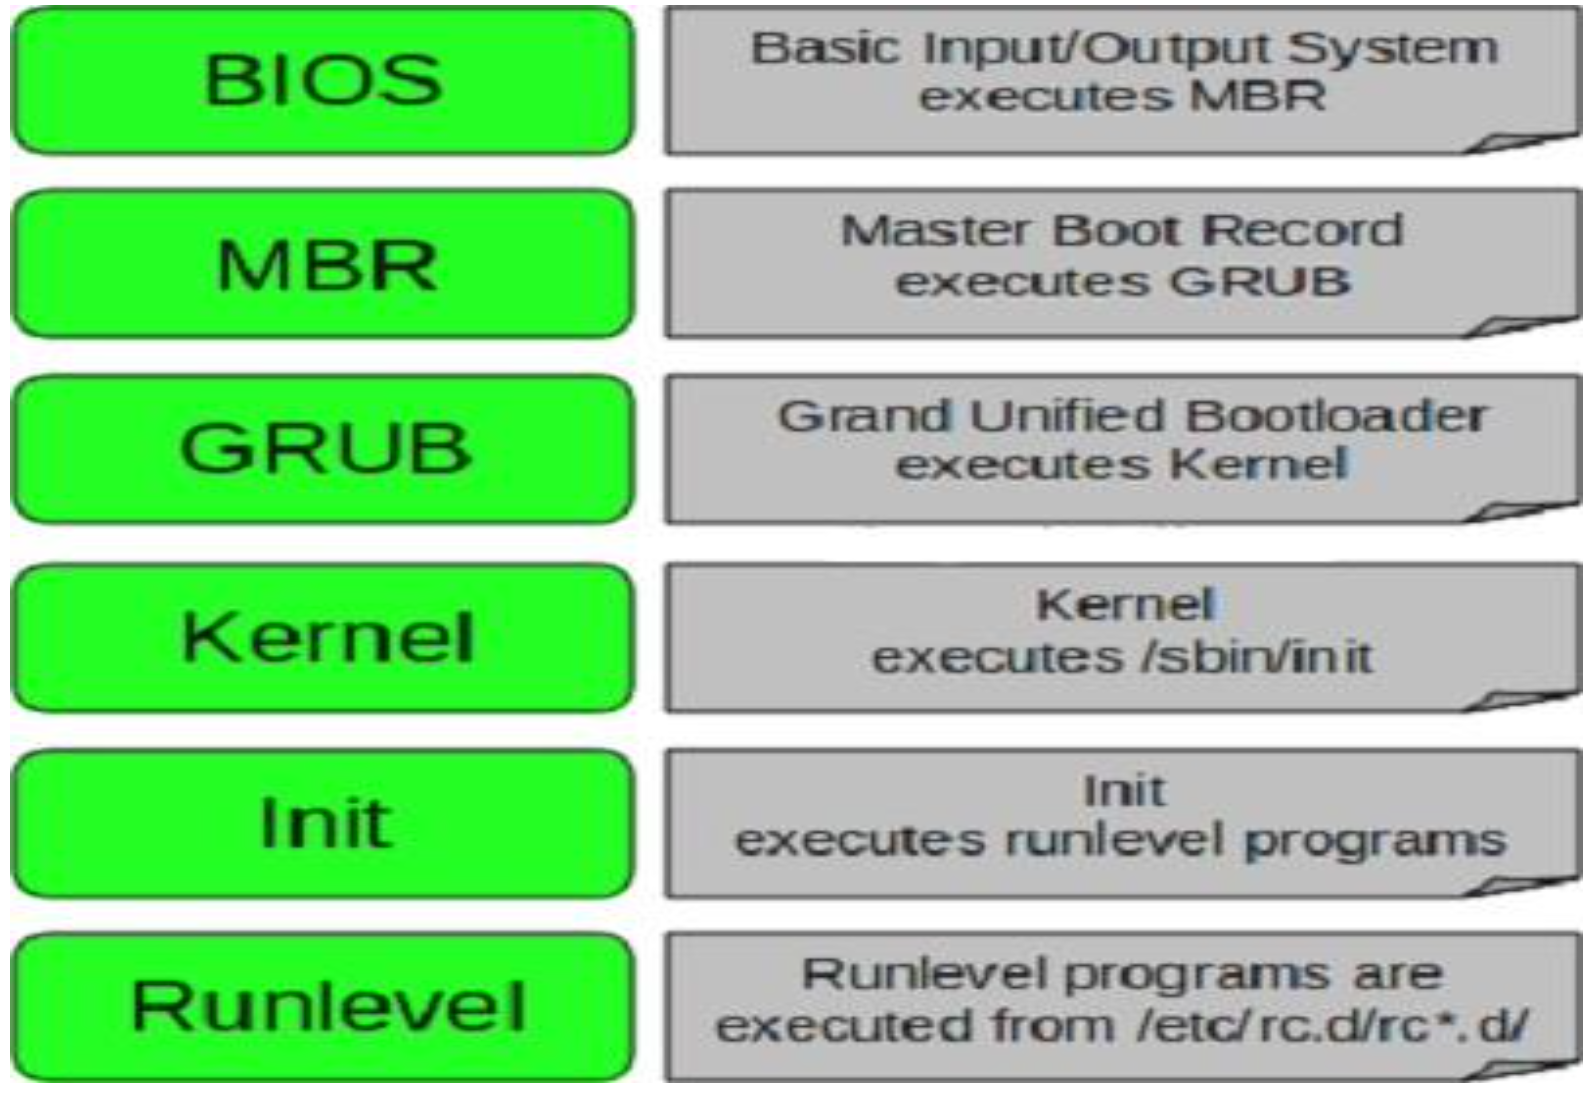 BIOS
Basic Input/Output System
executes MBR
MBR
Master Boot Record
executes GRUB
GRUB
Grand Unified Bootloader
executes Kernel
Kernel
Kernel
executes /sbin/init
Init
Init
executes runlevel programs
Runlevel
Runlevel programs are
executed from /etc/rc.d/rc*.d/